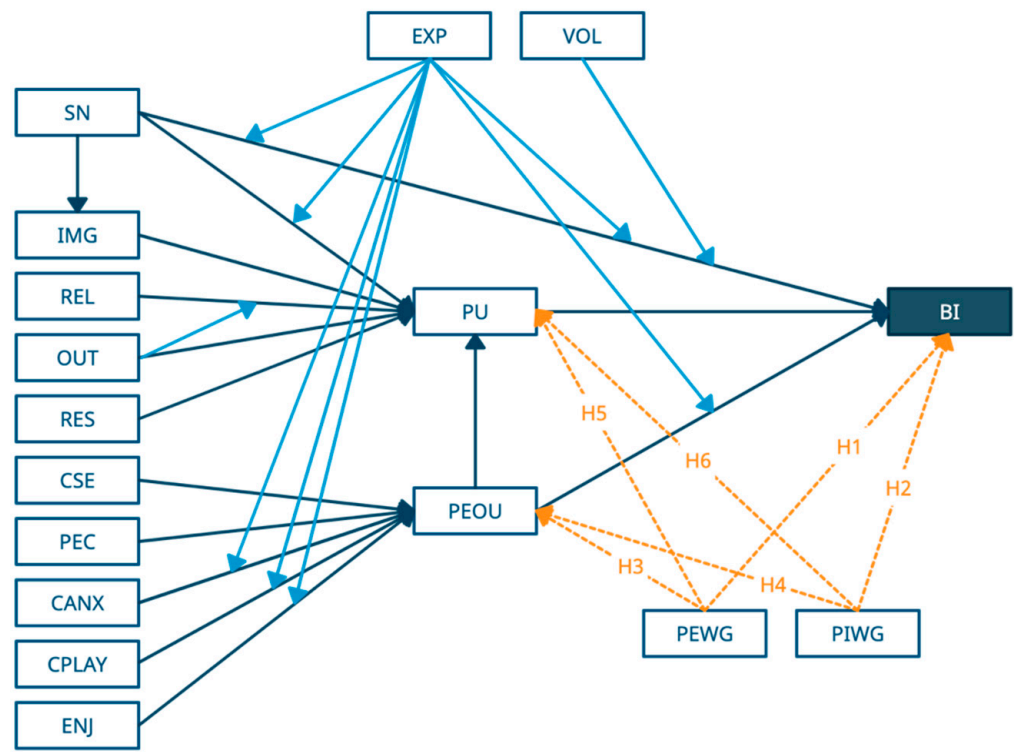 EXP
VOL
SN
IMG
REL
PU
BI
OUT
H5
RES
H1
H6
CSE
H2
PEOU
PEC
H3
H4
CANX
PEWG
PIWG
CPLAY
ENJ